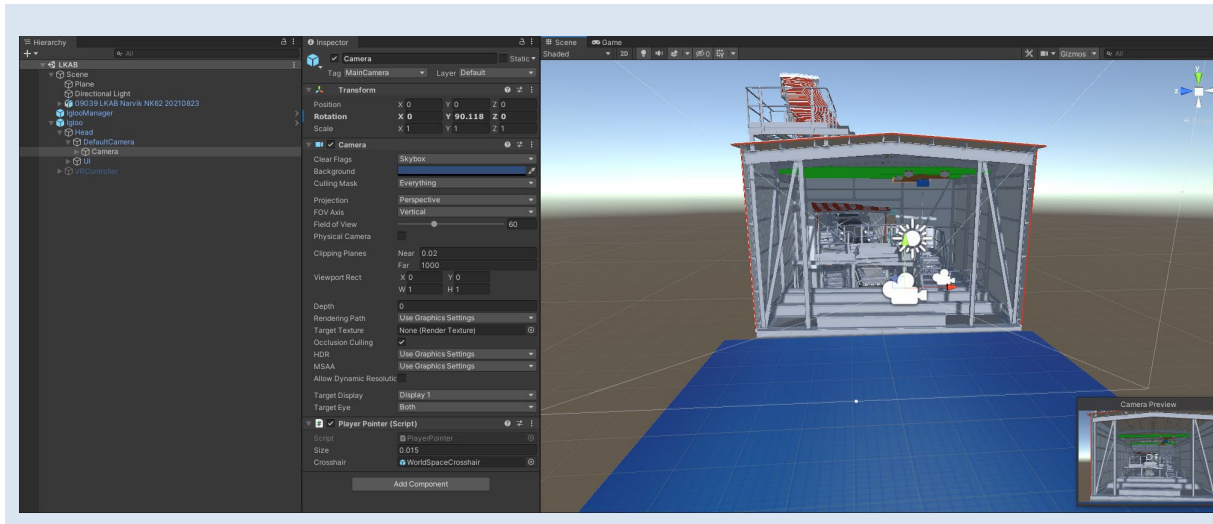 Hierarchy
All
LKAB
Scene
Plane
Directional Light
09039 LKAB Narvik NK62 20210823
IglooManager
Igloo
Head
DefaultCamera
Camera
UI
VRController
Inspector
Camera
Static
Tag MainCamera Layer Default
Transform
Position X 0 Y 0 Z 0
Rotation X 0 Y 90.118 Z 0
Scale X 1 Y 1 Z 1
Camera
Clear Flags Skybox
Background
Culling Mask Everything
Projection Perspective
FOV Axis Vertical
Field of View 60
Physical Camera
Clipping Planes Near 0.02
Far 1000
Viewport Rect X 0 Y 0
W 1 H 1
Depth 0
Rendering Path Use Graphics Settings
Target Texture None (Render Texture)
Occlusion Culling
HDR Use Graphics Settings
MSAA Use Graphics Settings
Allow Dynamic Resolutic
Target Display Display 1
Target Eye Both
Player Pointer (Script)
Script PlayerPointer
Size 0.015
Crosshair WorldSpaceCrosshair
Add Component
Scene Game
Shaded 2D 0 Gizmos All
y
z
Camera Preview